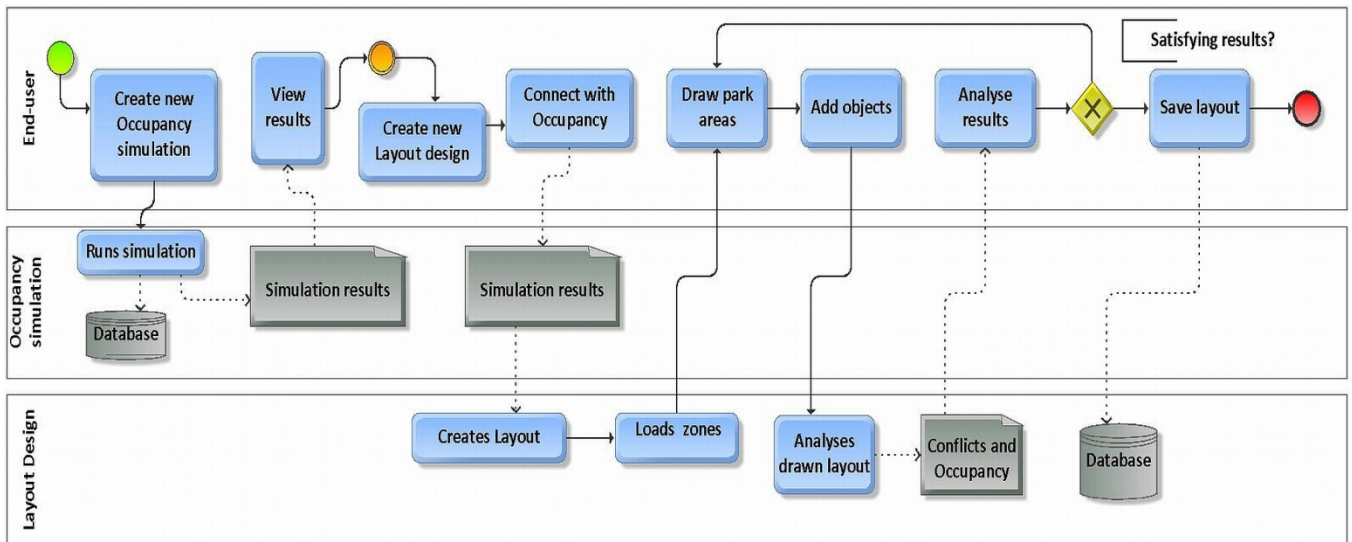 End-user
Create new
Occupancy
simulation
View
results
Create new
Layout design
Connect with
Occupancy
Draw park
areas
Add objects
Analyse
results
Satisfying results?
Save layout
Occupancy
simulation
Runs simulation
Database
Simulation results
Simulation results
Layout Design
Creates Layout
Loads zones
Analyses
drawn layout
Conflicts and
Occupancy
Database